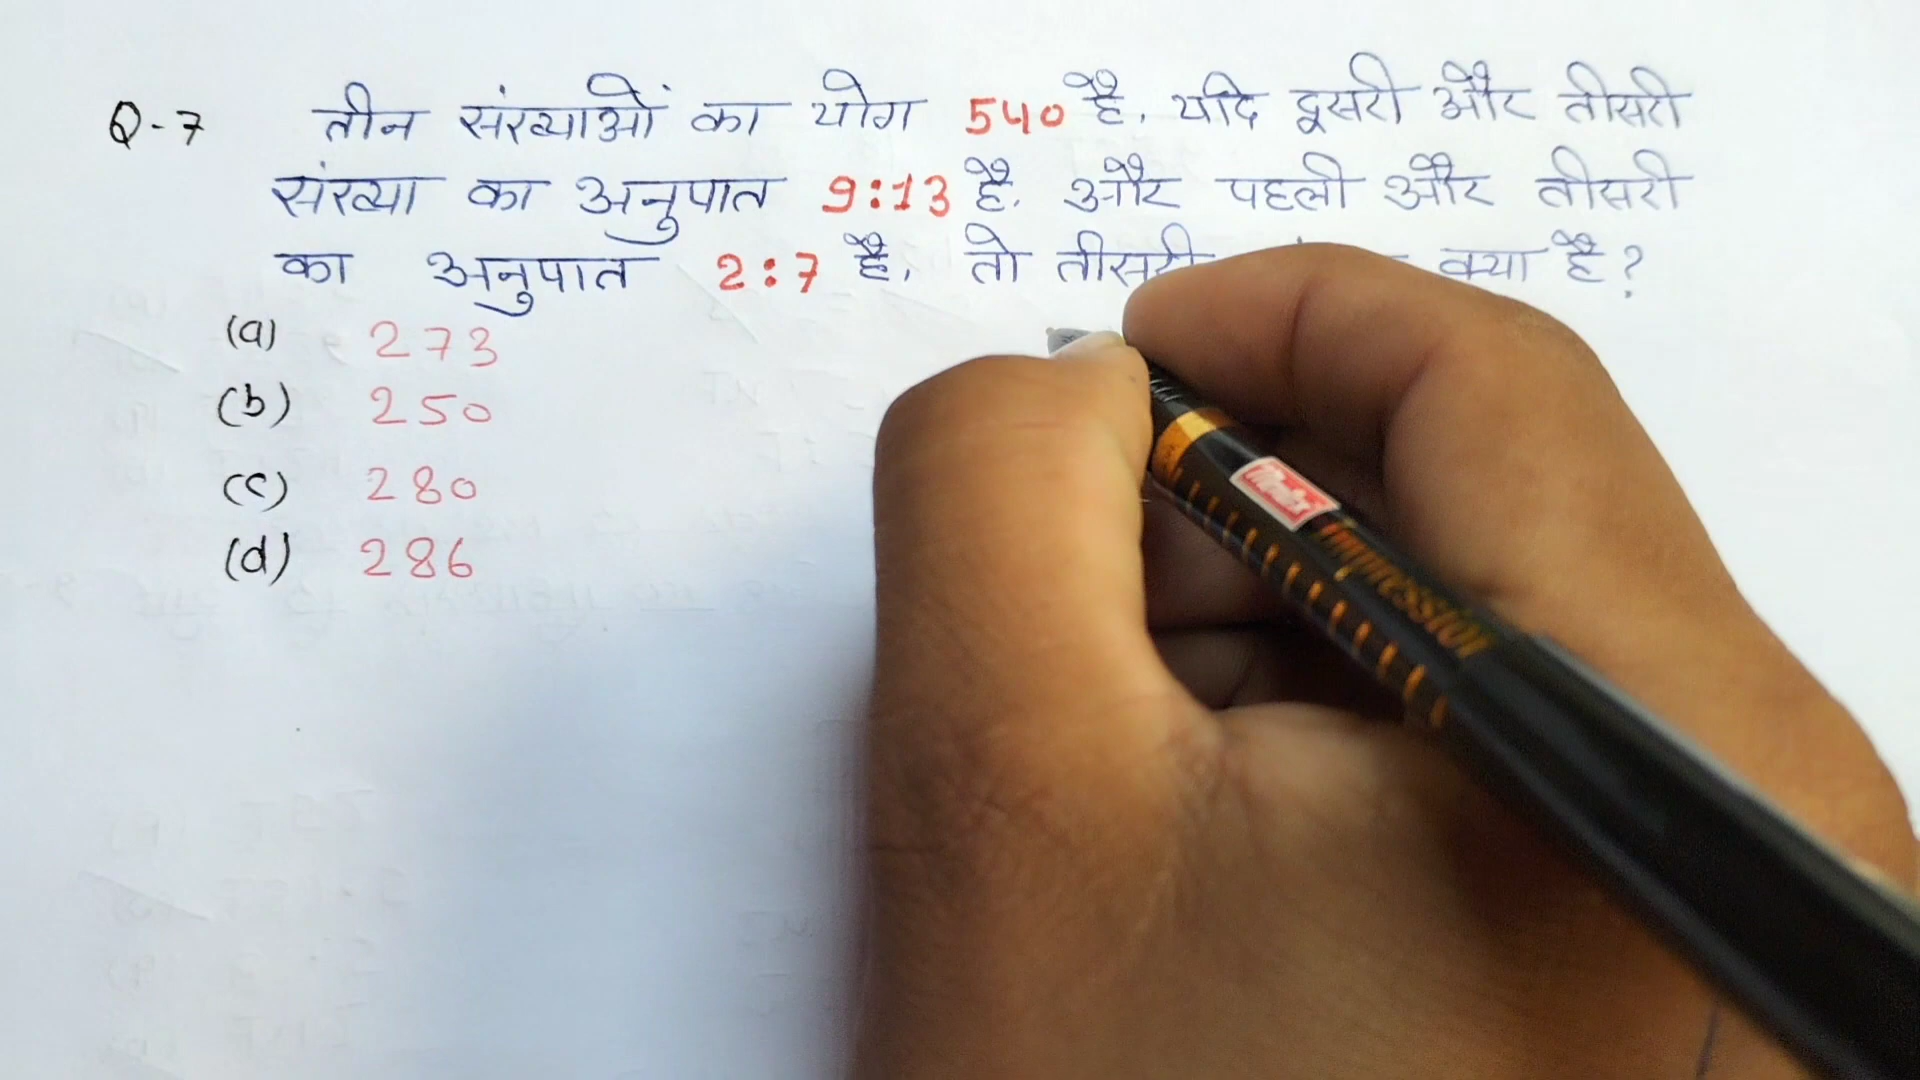 Q-7 तीन संख्याओं का योग 540 है. यदि दूसरी और तीसरी
संख्या का अनुपात 9:13 है. और पहली और तीसरी
का अनुपात 2:7 है, तो तीसरी क्या है?
(a) 273
(b) 250
(c) 280
(d) 286
Impression